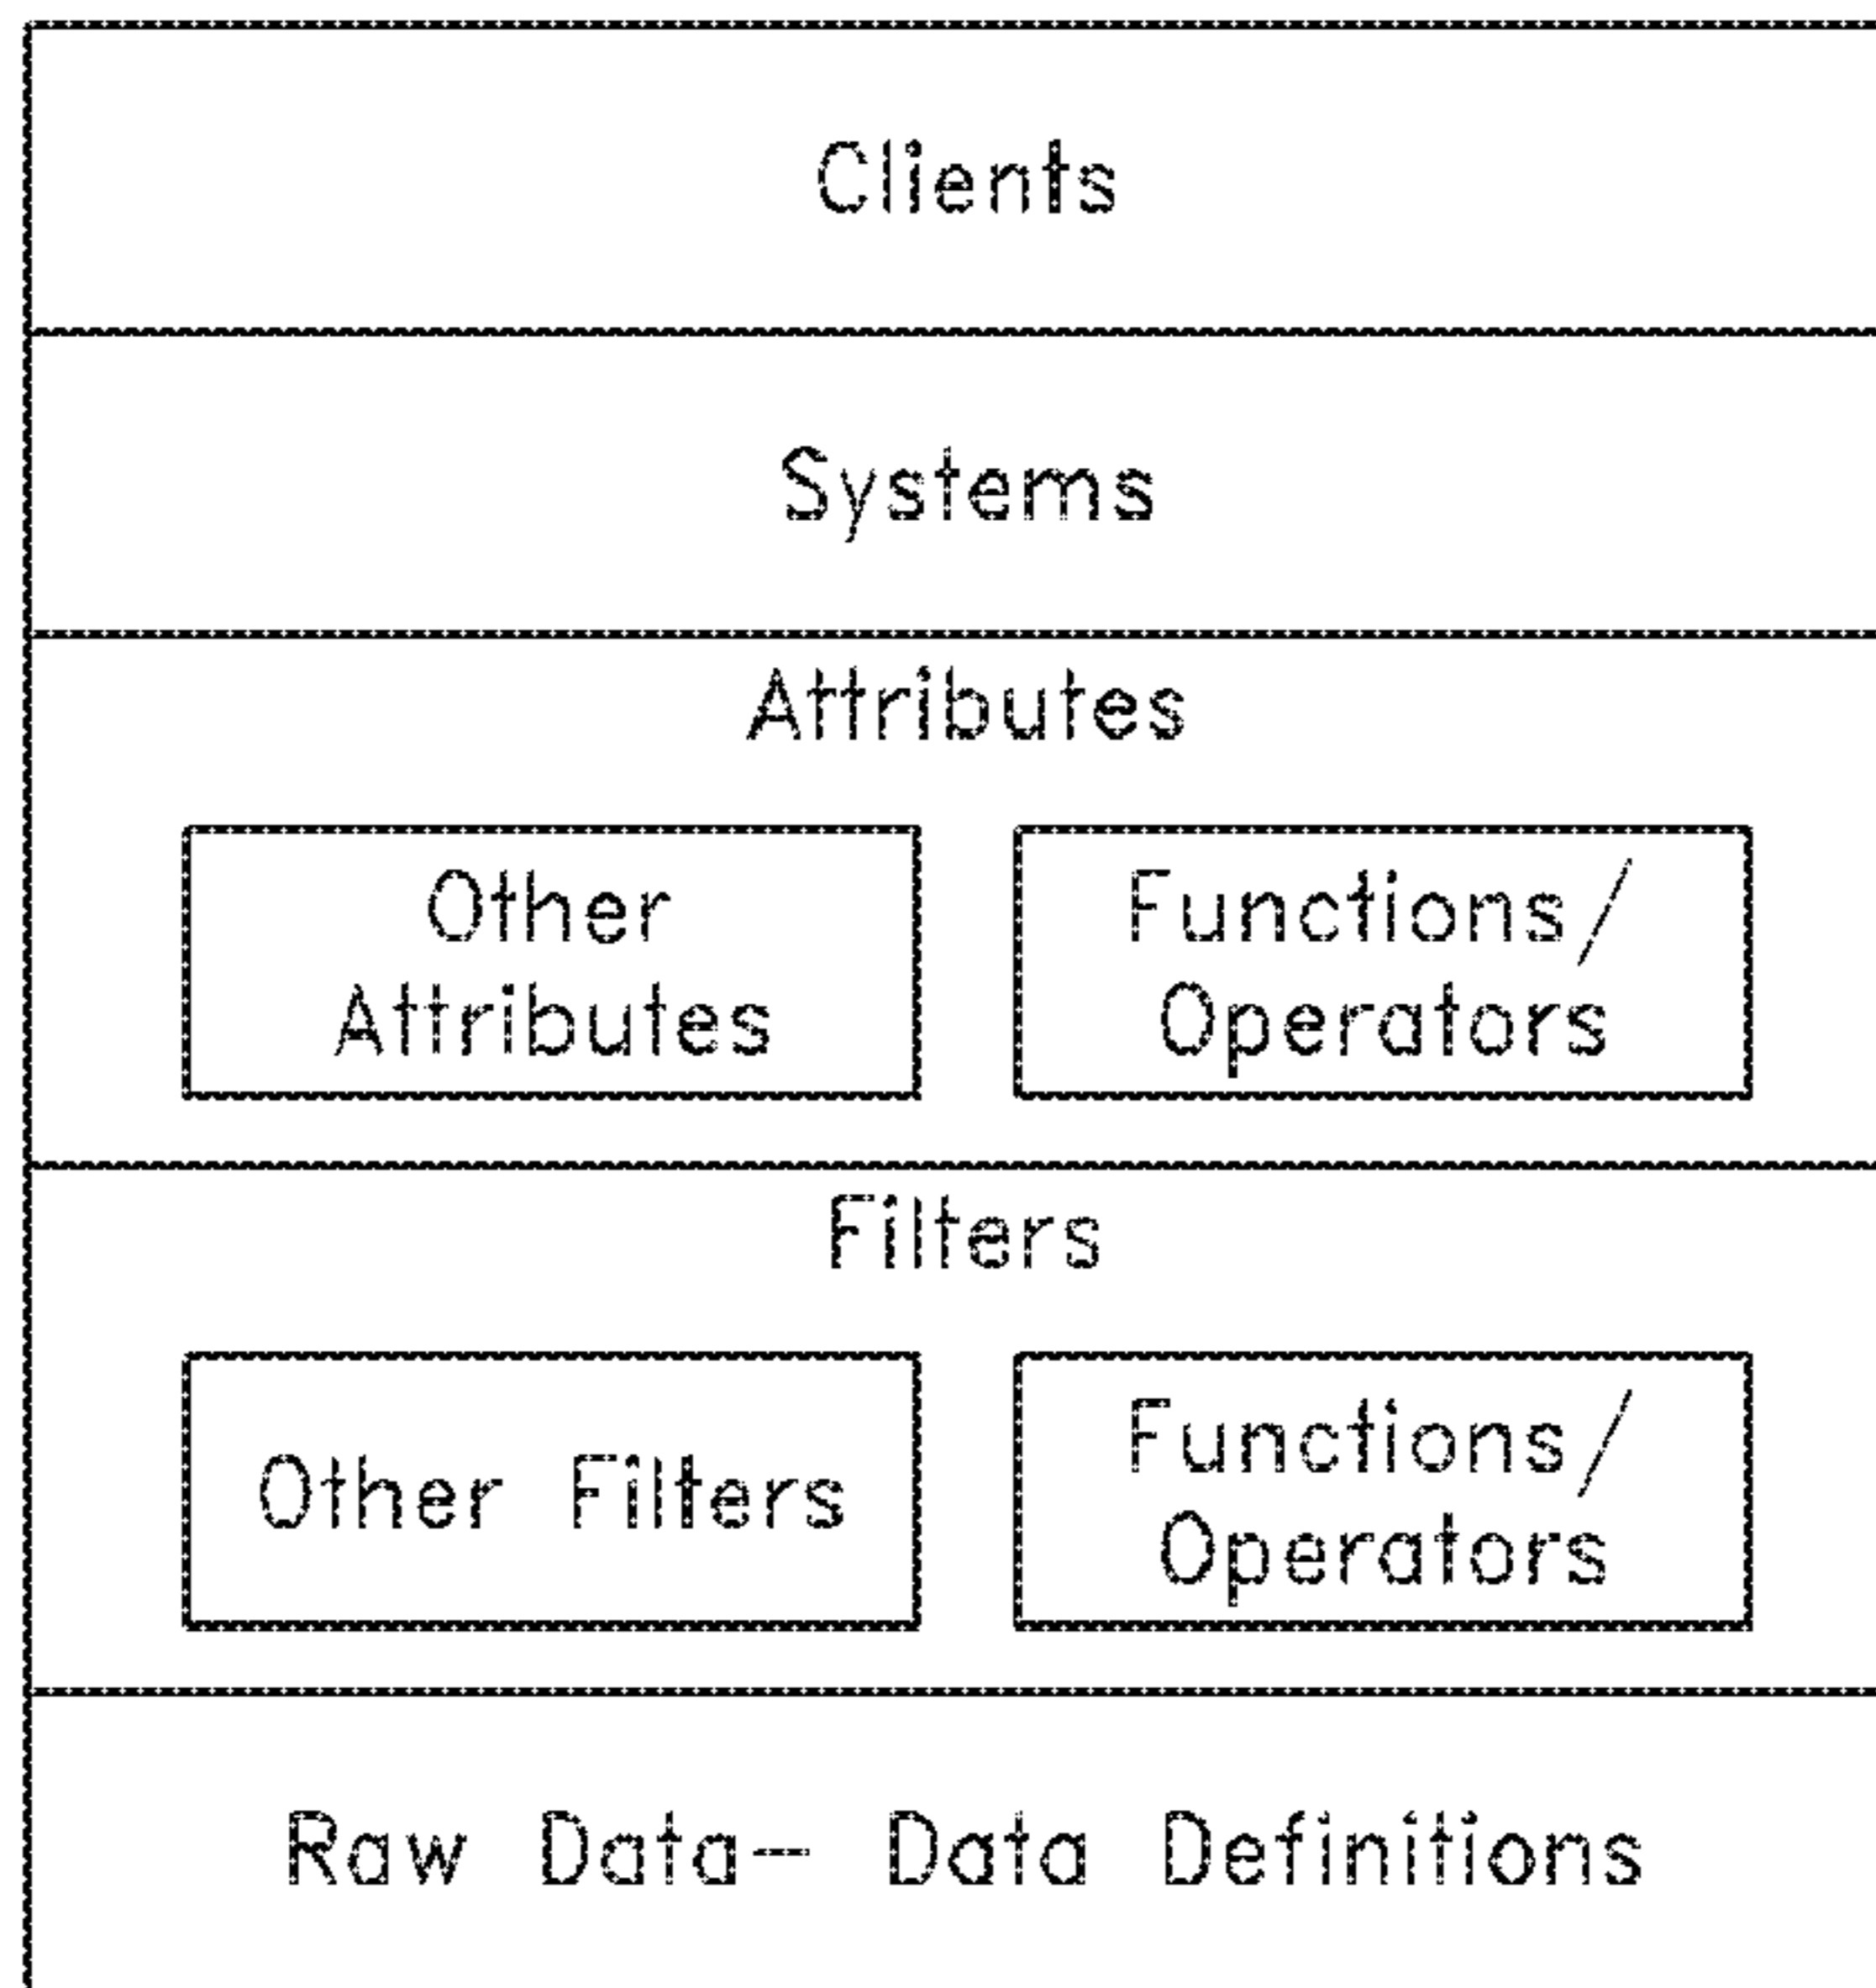 Clients
Systems
Attributes
Other
Attributes
Functions/
Operators
Filters
Other Filters
Functions/
Operators
Raw Data- Data Definitions